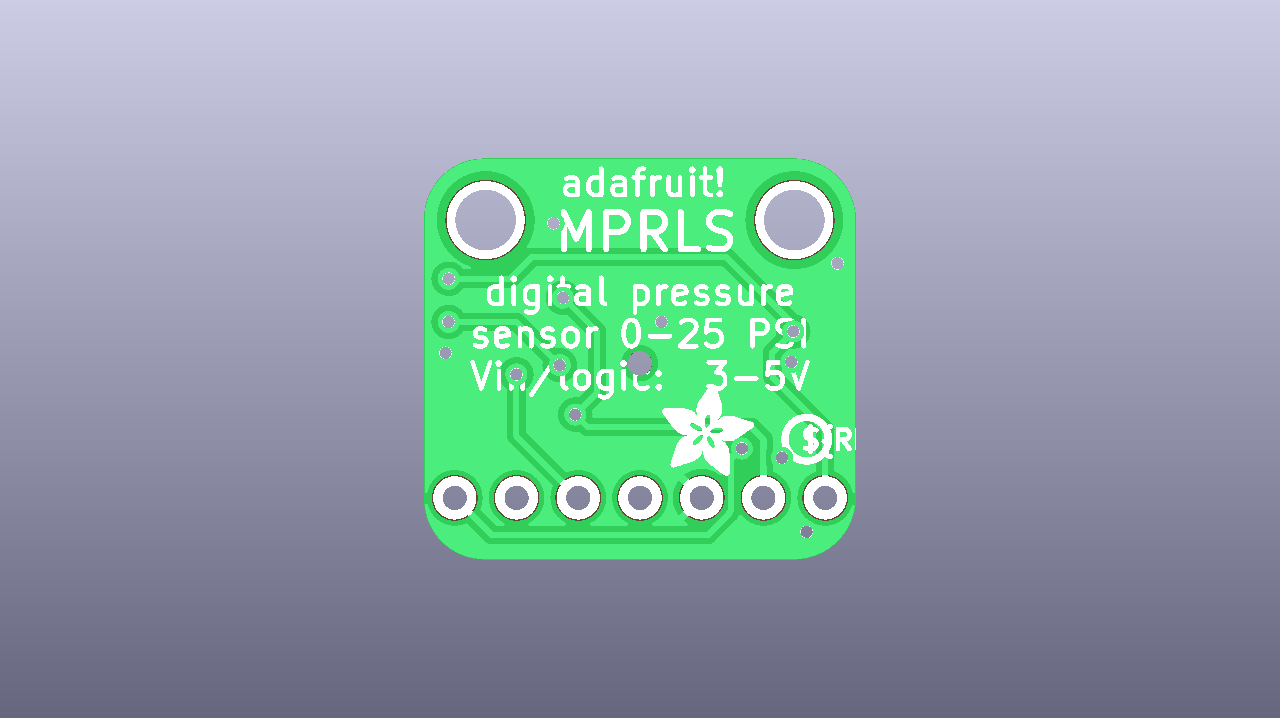 adafruit!
MPRLS
digital pressure
sensor 0-25 PSI
Vin/logic: 3-5V